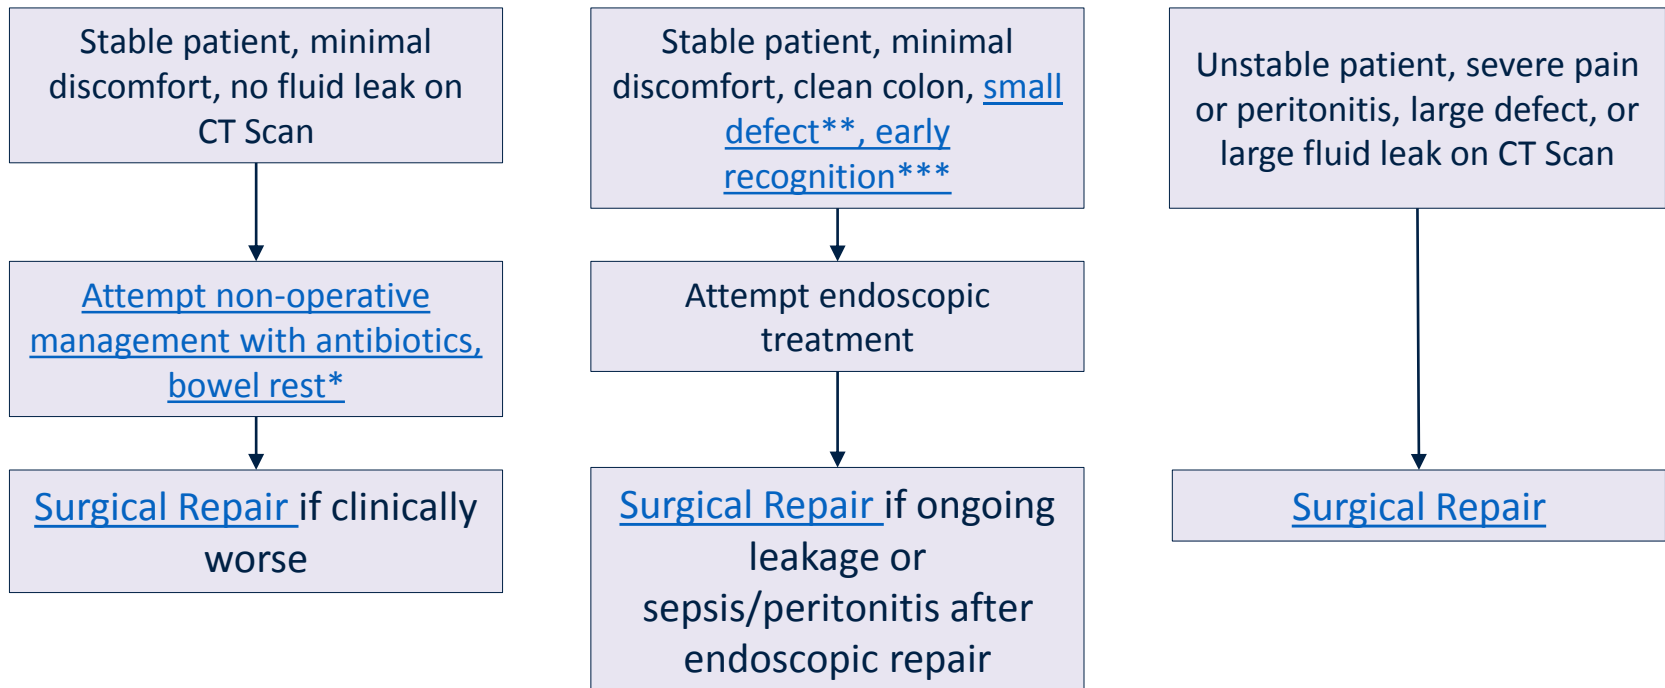 Stable patient, minimal
discomfort, no fluid leak on
CT Scan
Attempt non-operative
management with antibiotics,
bowel rest*
Surgical Repair if clinically
worse
Stable patient, minimal
discomfort, clean colon, small
defect**, early
recognition***
Attempt endoscopic
treatment
Surgical Repair if ongoing
leakage or
sepsis/peritonitis after
endoscopic repair
Unstable patient, severe pain
or peritonitis, large defect, or
large fluid leak on CT Scan
Surgical Repair